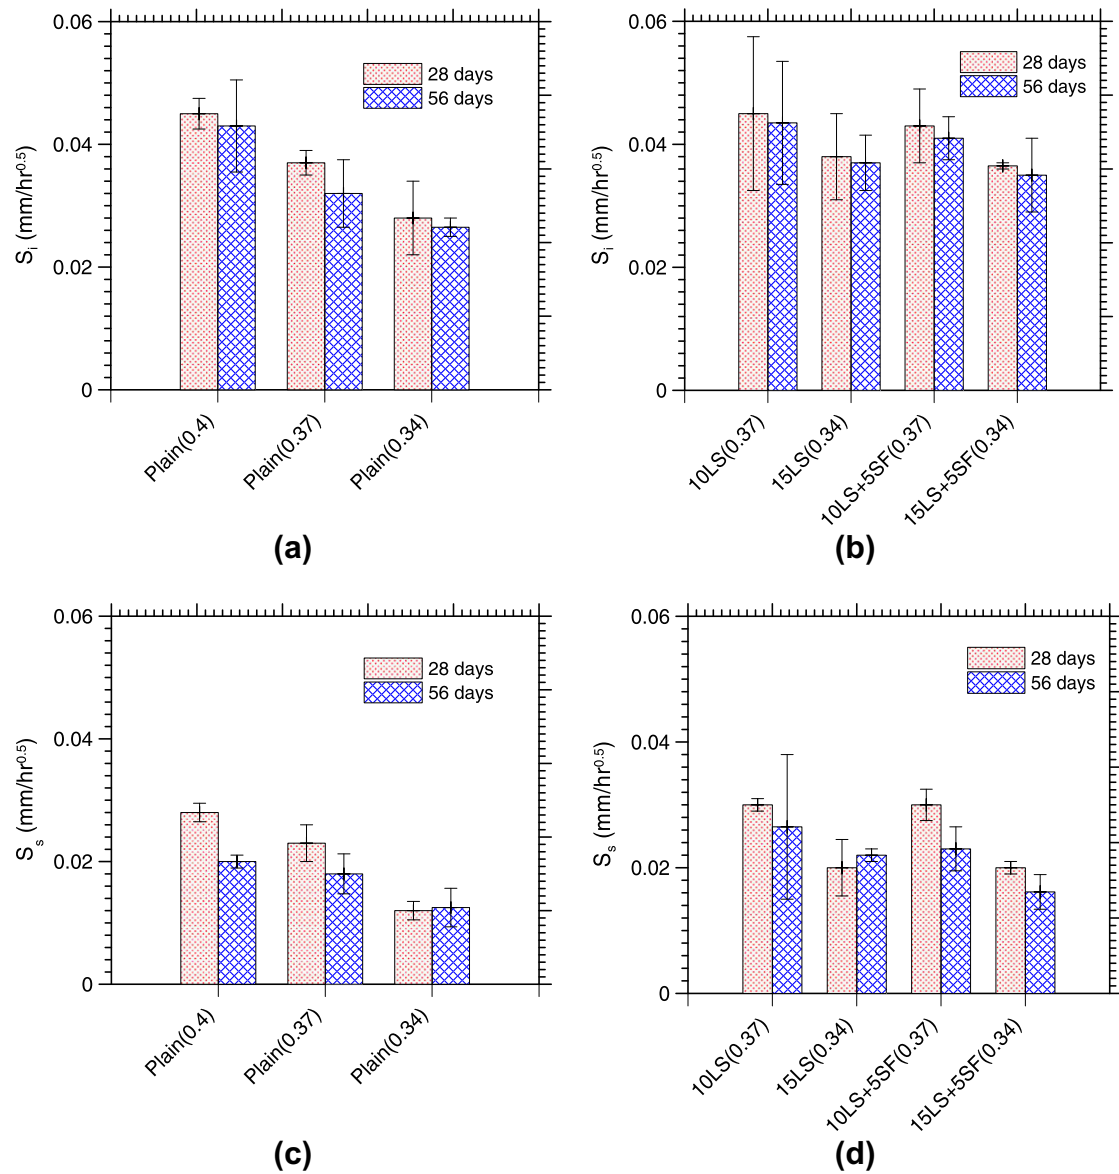 0.06
0.04
0.02
0
S_i (mm/hr^0.5)
28 days
56 days
Plain(0.4)
Plain(0.37)
Plain(0.34)
(a)
0.06
0.04
0.02
0
S_i (mm/hr^0.5)
28 days
56 days
10LS(0.37)
15LS(0.34)
10LS+5SF(0.37)
15LS+5SF(0.34)
(b)
0.06
0.04
0.02
0
S_s (mm/hr^0.5)
28 days
56 days
Plain(0.4)
Plain(0.37)
Plain(0.34)
(c)
0.06
0.04
0.02
0
S_s (mm/hr^0.5)
28 days
56 days
10LS(0.37)
15LS(0.34)
10LS+5SF(0.37)
15LS+5SF(0.34)
(d)